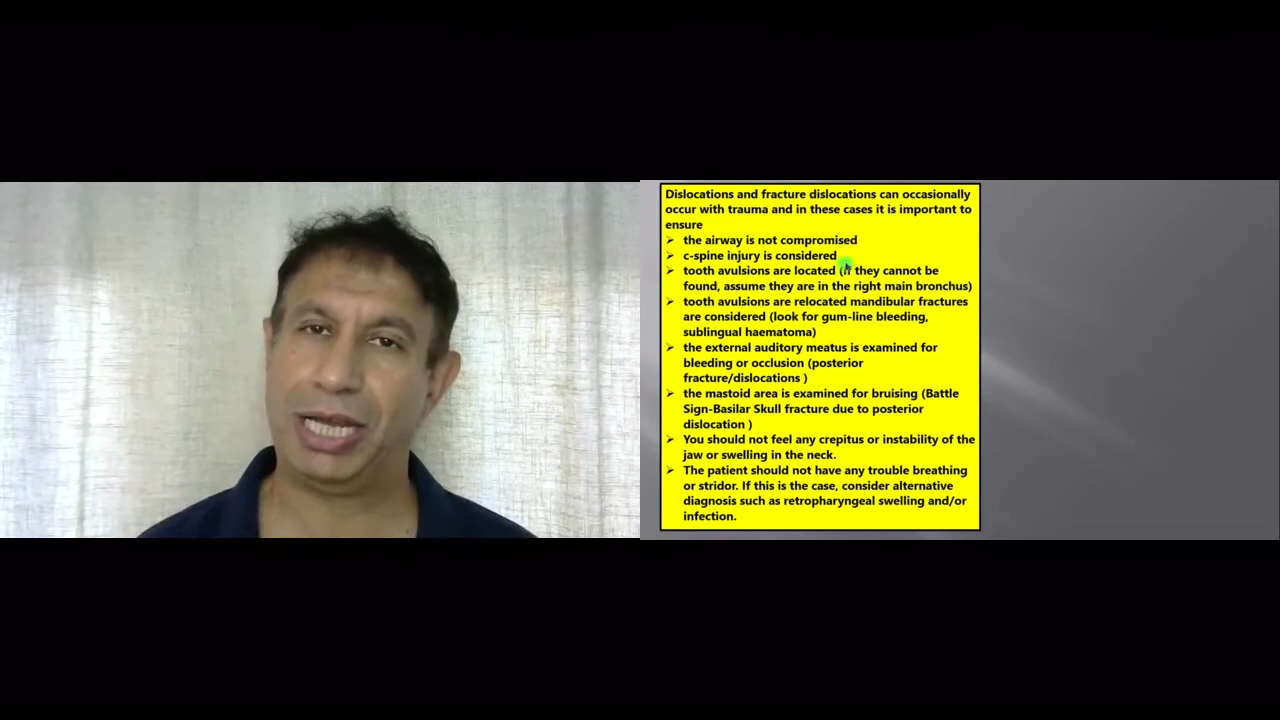 Dislocations and fracture dislocations can occasionally
occur with trauma and in these cases it is important to
ensure
➢ the airway is not compromised
➢ c-spine injury is considered
➢ tooth avulsions are located (if they cannot be
found, assume they are in the right main bronchus)
➢ tooth avulsions are relocated mandibular fractures
are considered (look for gum-line bleeding,
sublingual haematoma)
➢ the external auditory meatus is examined for
bleeding or occlusion (posterior
fracture/dislocations )
➢ the mastoid area is examined for bruising (Battle
Sign-Basilar Skull fracture due to posterior
dislocation )
➢ You should not feel any crepitus or instability of the
jaw or swelling in the neck.
➢ The patient should not have any trouble breathing
or stridor. If this is the case, consider alternative
diagnosis such as retropharyngeal swelling and/or
infection.